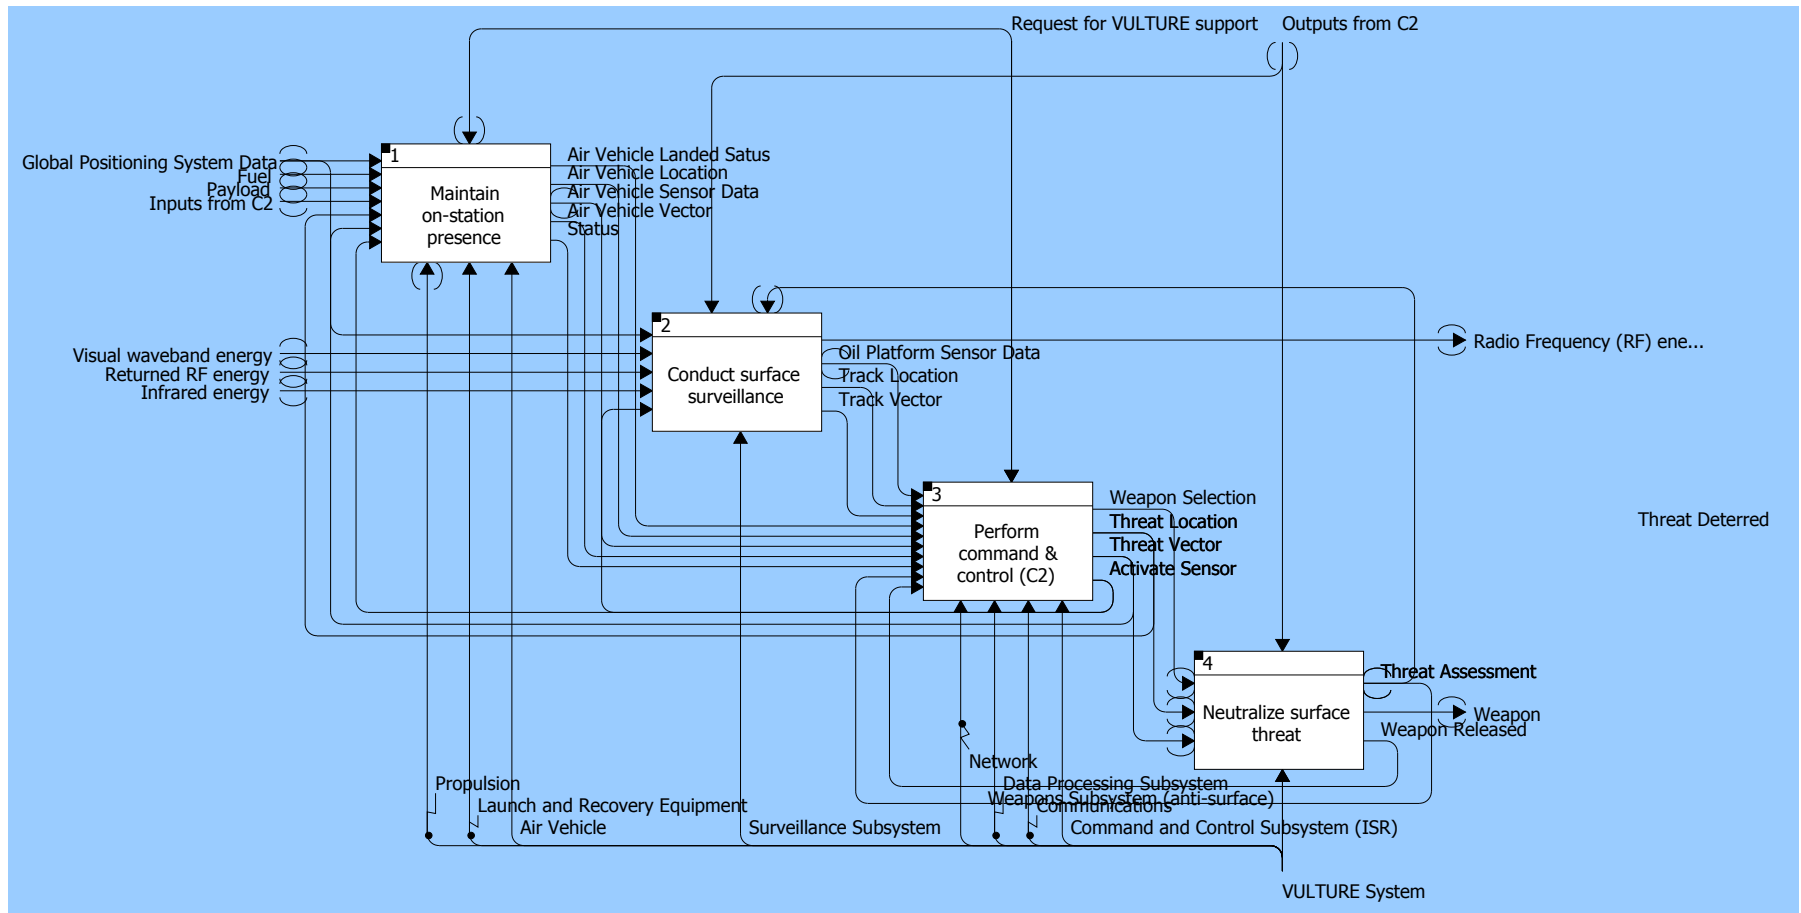 Request for VULTURE support
Outputs from C2
1
Maintain
on-station
presence
Global Positioning System Data
Fuel
Payload
Inputs from C2
Air Vehicle Landed Satus
Air Vehicle Location
Air Vehicle Sensor Data
Air Vehicle Vector
Status
2
Conduct surface
surveillance
Visual waveband energy
Returned RF energy
Infrared energy
Oil Platform Sensor Data
Track Location
Track Vector
Radio Frequency (RF) ene...
3
Perform
command &
control (C2)
Weapon Selection
Threat Location
Threat Vector
Activate Sensor
Threat Deterred
4
Neutralize surface
threat
Threat Assessment
Weapon
Weapon Released
Network
Propulsion
Data Processing Subsystem
Launch and Recovery Equipment
Weapons Subsystem (anti-surface)
Communications
Air Vehicle
Surveillance Subsystem
Command and Control Subsystem (ISR)
VULTURE System